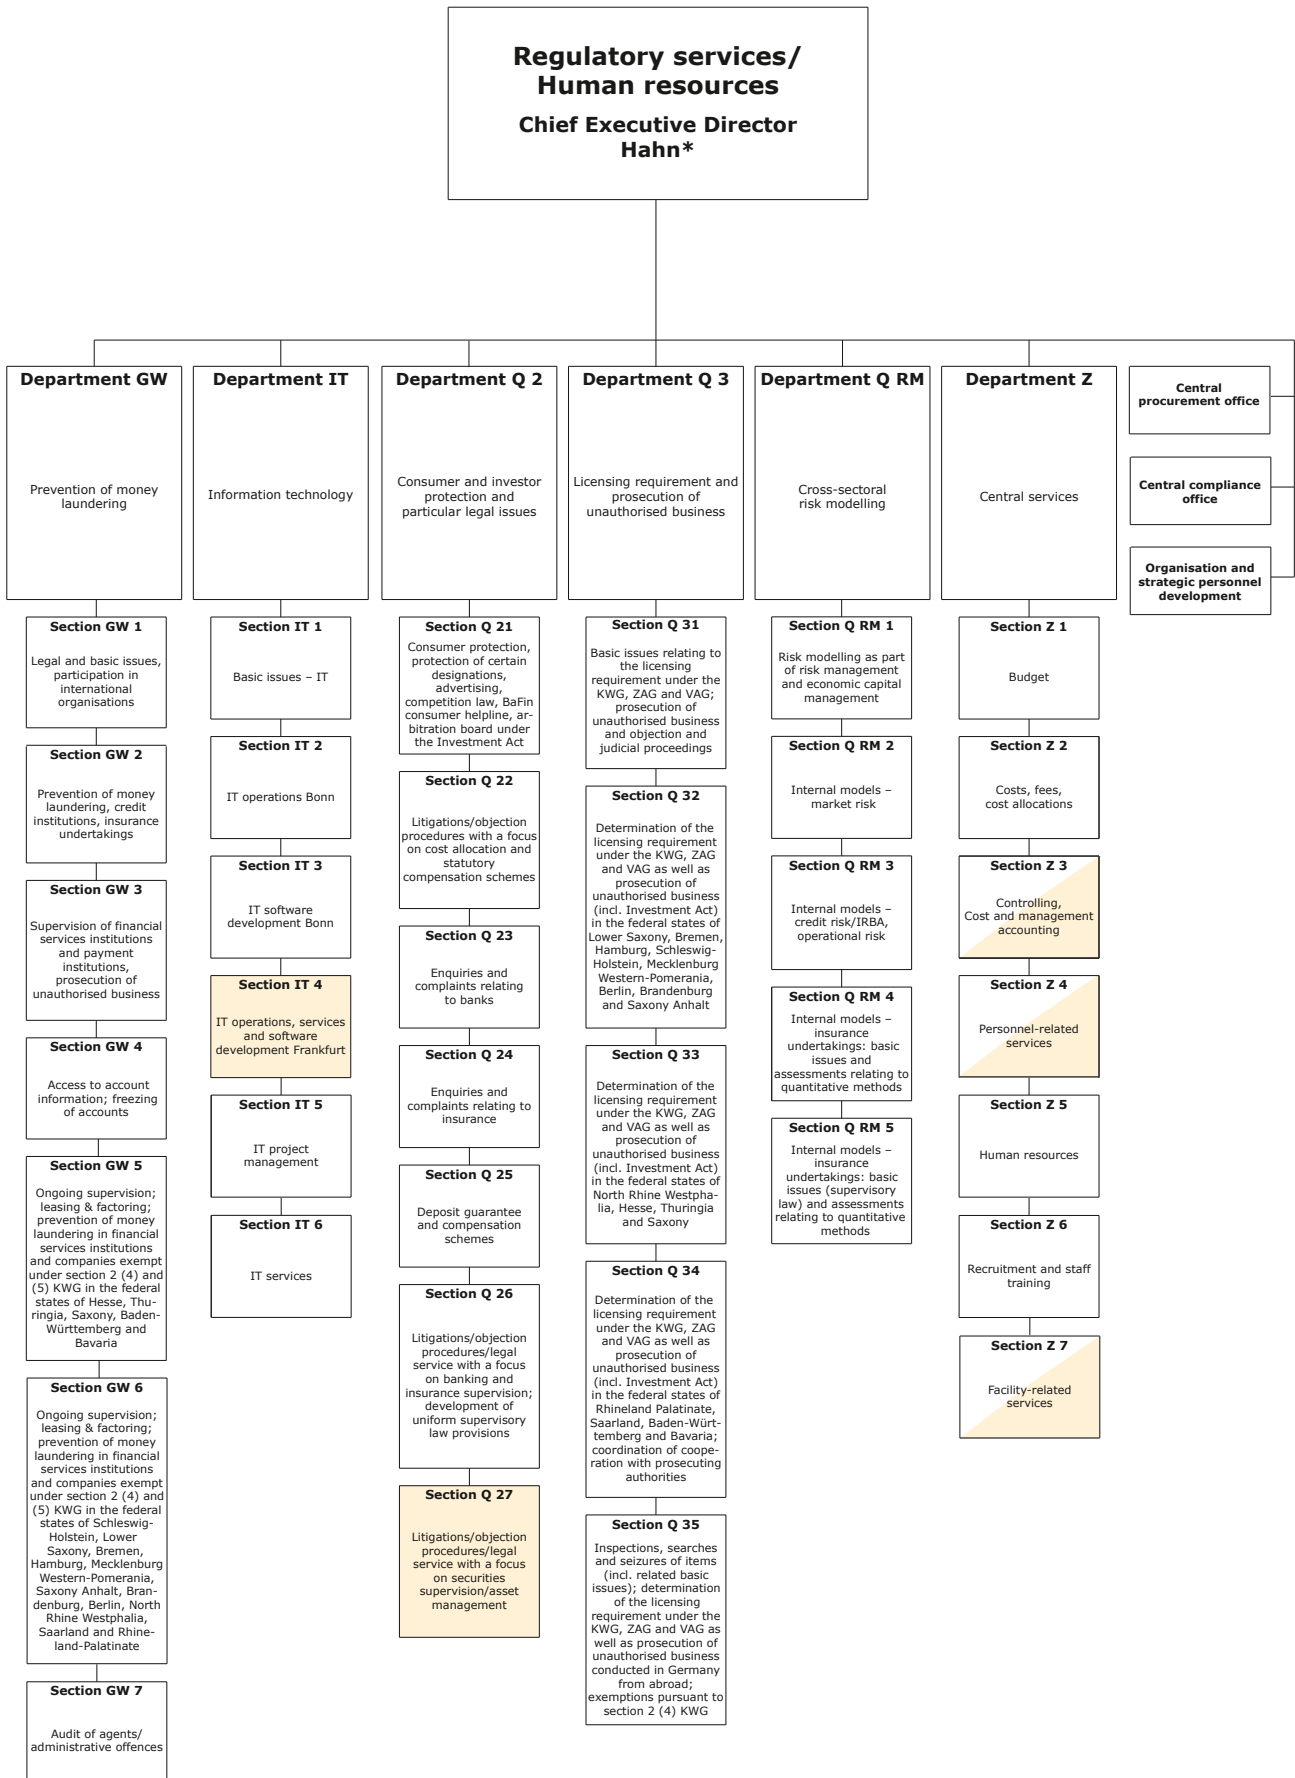 Regulatory services/
Human resources
Chief Executive Director
Hahn*
Department GW
Prevention of money
laundering
Section GW 1
Legal and basic issues,
participation in
international
organisations
Section GW 2
Prevention of money
laundering, credit
institutions, insurance
undertakings
Section GW 3
Supervision of financial
services institutions
and payment
institutions,
prosecution of
unauthorised business
Section GW 4
Access to account
information; freezing
of accounts
Section GW 5
Ongoing supervision;
leasing & factoring;
prevention of money
laundering in financial
services institutions
and companies exempt
under section 2 (4) and
(5) KWG in the federal
states of Hesse, Thu-
ringia, Saxony, Baden-
Württemberg and
Bavaria
Section GW 6
Ongoing supervision;
leasing & factoring;
prevention of money
laundering in financial
services institutions
and companies exempt
under section 2 (4) and
(5) KWG in the federal
states of Schleswig-
Holstein, Lower
Saxony, Bremen,
Hamburg, Mecklenburg
Western-Pomerania,
Saxony Anhalt, Bran-
denburg, Berlin, North
Rhine Westphalia,
Saarland and Rhine-
land-Palatinate
Section GW 7
Audit of agents/
administrative offences
Department IT
Information technology
Section IT 1
Basic issues – IT
Section IT 2
IT operations Bonn
Section IT 3
IT software
development Bonn
Section IT 4
IT operations, services
and software
development Frankfurt
Section IT 5
IT project
management
Section IT 6
IT services
Department Q 2
Consumer and investor
protection and
particular legal issues
Section Q 21
Consumer protection,
protection of certain
designations,
advertising,
competition law, BaFin
consumer helpline, ar-
bitration board under
the Investment Act
Section Q 22
Litigations/objection
procedures with a focus
on cost allocation and
statutory
compensation schemes
Section Q 23
Enquiries and
complaints relating
to banks
Section Q 24
Enquiries and
complaints relating to
insurance
Section Q 25
Deposit guarantee
and compensation
schemes
Section Q 26
Litigations/objection
procedures/legal
service with a focus
on banking and
insurance supervision;
development of
uniform supervisory
law provisions
Section Q 27
Litigations/objection
procedures/legal
service with a focus
on securities
supervision/asset
management
Department Q 3
Licensing requirement and
prosecution of
unauthorised business
Section Q 31
Basic issues relating to
the licensing
requirement under the
KWG, ZAG and VAG;
prosecution of
unauthorised business
and objection and
judicial proceedings
Section Q 32
Determination of the
licensing requirement
under the KWG, ZAG
and VAG as well as
prosecution of
unauthorised business
(incl. Investment Act)
in the federal states of
Lower Saxony, Bremen,
Hamburg, Schleswig-
Holstein, Mecklenburg
Western-Pomerania,
Berlin, Brandenburg
and Saxony Anhalt
Section Q 33
Determination of the
licensing requirement
under the KWG, ZAG
and VAG as well as
prosecution of
unauthorised business
(incl. Investment Act)
in the federal states of
North Rhine Westpha-
lia, Hesse, Thuringia
and Saxony
Section Q 34
Determination of the
licensing requirement
under the KWG, ZAG
and VAG as well as
prosecution of
unauthorised business
(incl. Investment Act)
in the federal states of
Rhineland Palatinate,
Saarland, Baden-Würt-
temberg and Bavaria;
coordination of coope-
ration with prosecuting
authorities
Section Q 35
Inspections, searches
and seizures of items
(incl. related basic
issues); determination
of the licensing
requirement under the
KWG, ZAG and VAG as
well as prosecution of
unauthorised business
conducted in Germany
from abroad;
exemptions pursuant to
section 2 (4) KWG
Department Q RM
Cross-sectoral
risk modelling
Section Q RM 1
Risk modelling as part
of risk management
and economic capital
management
Section Q RM 2
Internal models –
market risk
Section Q RM 3
Internal models –
credit risk/IRBA,
operational risk
Section Q RM 4
Internal models –
insurance
undertakings: basic
issues and
assessments relating to
quantitative methods
Section Q RM 5
Internal models –
insurance
undertakings: basic
issues (supervisory
law) and assessments
relating to quantitative
methods
Department Z
Central services
Section Z 1
Budget
Section Z 2
Costs, fees,
cost allocations
Section Z 3
Controlling,
Cost and management
accounting
Section Z 4
Personnel-related
services
Section Z 5
Human resources
Section Z 6
Recruitment and staff
training
Section Z 7
Facility-related
services
Central
procurement office
Central compliance
office
Organisation and
strategic personnel
development